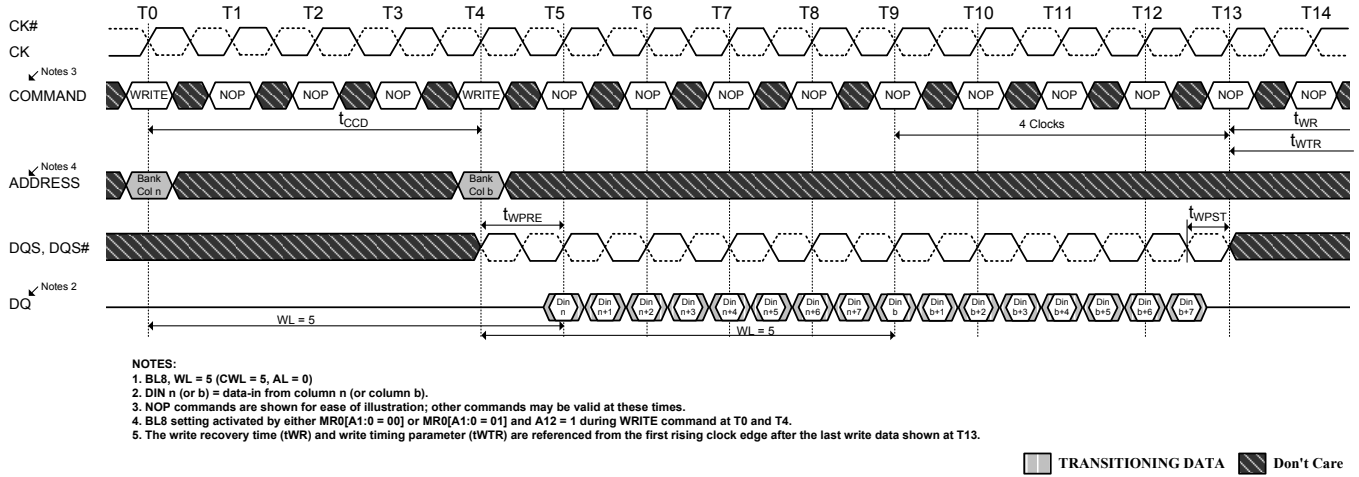 T0 T1 T2 T3 T4 T5 T6 T7 T8 T9 T10 T11 T12 T13 T14
CK#
CK
Notes 3
COMMAND WRITE NOP NOP NOP WRITE NOP NOP NOP NOP NOP NOP NOP NOP NOP NOP
tCCD 4 Clocks tWR
tWTR
Notes 4
ADDRESS
Bank
Col n
Bank
Col b
tWPRE tWPST
DQS, DQS#
Notes 2
DQ
Din n Din n+1 Din n+2 Din n+3 Din n+4 Din n+5 Din n+6 Din n+7 Din b Din b+1 Din b+2 Din b+3 Din b+4 Din b+5 Din b+6 Din b+7
WL = 5 WL = 5
NOTES:
1. BL8, WL = 5 (CWL = 5, AL = 0)
2. DIN n (or b) = data-in from column n (or column b).
3. NOP commands are shown for ease of illustration; other commands may be valid at these times.
4. BL8 setting activated by either MR0[A1:0 = 00] or MR0[A1:0 = 01] and A12 = 1 during WRITE command at T0 and T4.
5. The write recovery time (tWR) and write timing parameter (tWTR) are referenced from the first rising clock edge after the last write data shown at T13.
TRANSITIONING DATA Don't Care